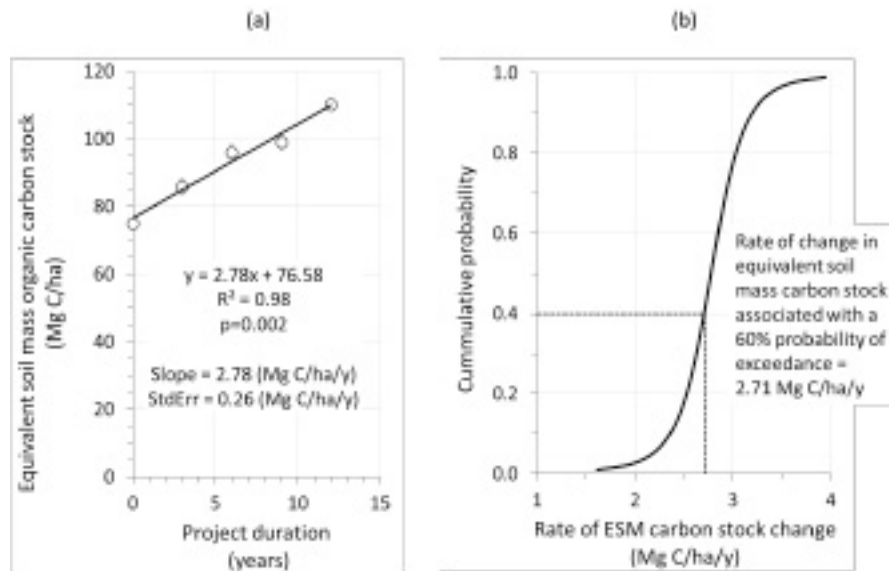 (a)
120
100
80
60
40
20
0
0
5
10
15
Equivalent soil mass organic carbon stock
(Mg C/ha)
y = 2.78x + 76.58
R² = 0.98
p=0.002
Slope = 2.78 (Mg C/ha/y)
StdErr = 0.26 (Mg C/ha/y)
Project duration
(years)
(b)
1.0
0.8
0.6
0.4
0.2
0.0
1
2
3
4
Cummulative probability
Rate of change in
equivalent soil
mass carbon stock
associated with a
60% probability of
exceedance =
2.71 Mg C/ha/y
Rate of ESM carbon stock change
(Mg C/ha/y)